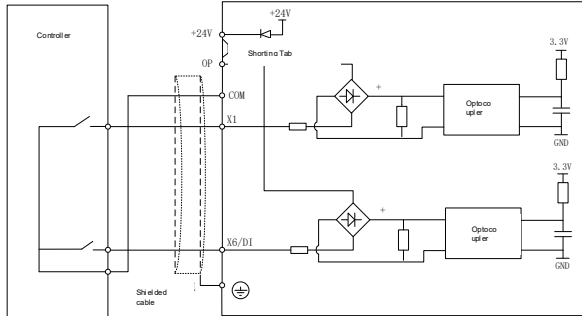 Controller
+24V
+24V
OP
Shorting Tab
COM
X1
+
Optoco
upler
3.3V
GND
X6/DI
+
Optoco
upler
3.3V
GND
Shielded
cable